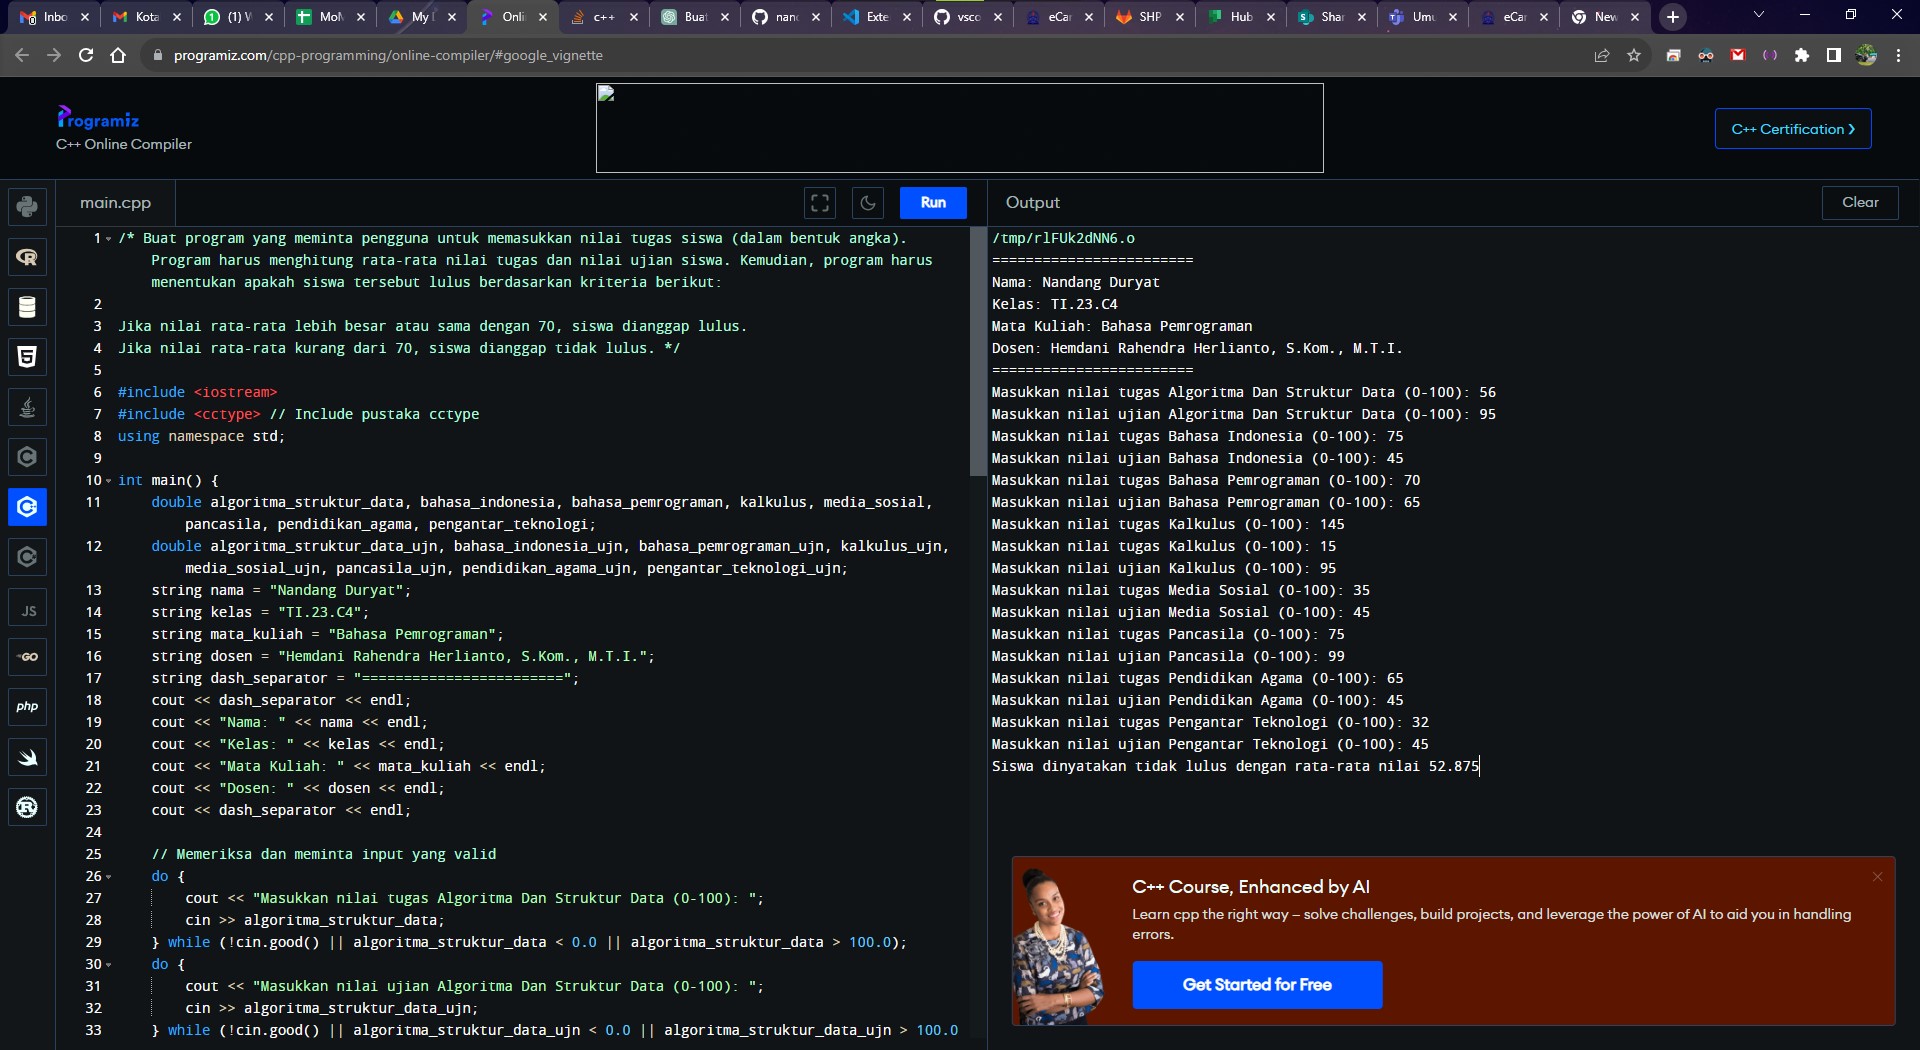 Inbo
Kota
(1) W
MoM
My D
Onli
c++
Buat
nanc
Exte
vsco
eCar
SHP
Hub
Shar
Umu
eCar
New
programiz.com/cpp-programming/online-compiler/#google_vignette
Programiz
C++ Online Compiler
C++ Certification
main.cpp
Run
Output
Clear
1 /* Buat program yang meminta pengguna untuk memasukkan nilai tugas siswa (dalam bentuk angka).
Program harus menghitung rata-rata nilai tugas dan nilai ujian siswa. Kemudian, program harus
menentukan apakah siswa tersebut lulus berdasarkan kriteria berikut:
2
3 Jika nilai rata-rata lebih besar atau sama dengan 70, siswa dianggap lulus.
4 Jika nilai rata-rata kurang dari 70, siswa dianggap tidak lulus. */
5
6 #include <iostream>
7 #include <cctype> // Include pustaka cctype
8 using namespace std;
9
10 int main() {
11 double algoritma_struktur_data, bahasa_indonesia, bahasa_pemrograman, kalkulus, media_sosial,
pancasila, pendidikan_agama, pengantar_teknologi;
12 double algoritma_struktur_data_ujn, bahasa_indonesia_ujn, bahasa_pemrograman_ujn, kalkulus_ujn,
media_sosial_ujn, pancasila_ujn, pendidikan_agama_ujn, pengantar_teknologi_ujn;
13 string nama = "Nandang Duryat";
14 string kelas = "TI.23.C4";
15 string mata_kuliah = "Bahasa Pemrograman";
16 string dosen = "Hemdani Rahendra Herlianto, S.Kom., M.T.I.";
17 string dash_separator = "========================";
18 cout << dash_separator << endl;
19 cout << "Nama: " << nama << endl;
20 cout << "Kelas: " << kelas << endl;
21 cout << "Mata Kuliah: " << mata_kuliah << endl;
22 cout << "Dosen: " << dosen << endl;
23 cout << dash_separator << endl;
24
25 // Memeriksa dan meminta input yang valid
26 do {
27 cout << "Masukkan nilai tugas Algoritma Dan Struktur Data (0-100): ";
28 cin >> algoritma_struktur_data;
29 } while (!cin.good() || algoritma_struktur_data < 0.0 || algoritma_struktur_data > 100.0);
30 do {
31 cout << "Masukkan nilai ujian Algoritma Dan Struktur Data (0-100): ";
32 cin >> algoritma_struktur_data_ujn;
33 } while (!cin.good() || algoritma_struktur_data_ujn < 0.0 || algoritma_struktur_data_ujn > 100.0
/tmp/rlFUk2dNN6.o
========================
Nama: Nandang Duryat
Kelas: TI.23.C4
Mata Kuliah: Bahasa Pemrograman
Dosen: Hemdani Rahendra Herlianto, S.Kom., M.T.I.
========================
Masukkan nilai tugas Algoritma Dan Struktur Data (0-100): 56
Masukkan nilai ujian Algoritma Dan Struktur Data (0-100): 95
Masukkan nilai tugas Bahasa Indonesia (0-100): 75
Masukkan nilai ujian Bahasa Indonesia (0-100): 45
Masukkan nilai tugas Bahasa Pemrograman (0-100): 70
Masukkan nilai ujian Bahasa Pemrograman (0-100): 65
Masukkan nilai tugas Kalkulus (0-100): 145
Masukkan nilai tugas Kalkulus (0-100): 15
Masukkan nilai ujian Kalkulus (0-100): 95
Masukkan nilai tugas Media Sosial (0-100): 35
Masukkan nilai ujian Media Sosial (0-100): 45
Masukkan nilai tugas Pancasila (0-100): 75
Masukkan nilai ujian Pancasila (0-100): 99
Masukkan nilai tugas Pendidikan Agama (0-100): 65
Masukkan nilai ujian Pendidikan Agama (0-100): 45
Masukkan nilai tugas Pengantar Teknologi (0-100): 32
Masukkan nilai ujian Pengantar Teknologi (0-100): 45
Siswa dinyatakan tidak lulus dengan rata-rata nilai 52.875
JS
GO
php
C++ Course, Enhanced by AI
Learn cpp the right way – solve challenges, build projects, and leverage the power of AI to aid you in handling
errors.
Get Started for Free